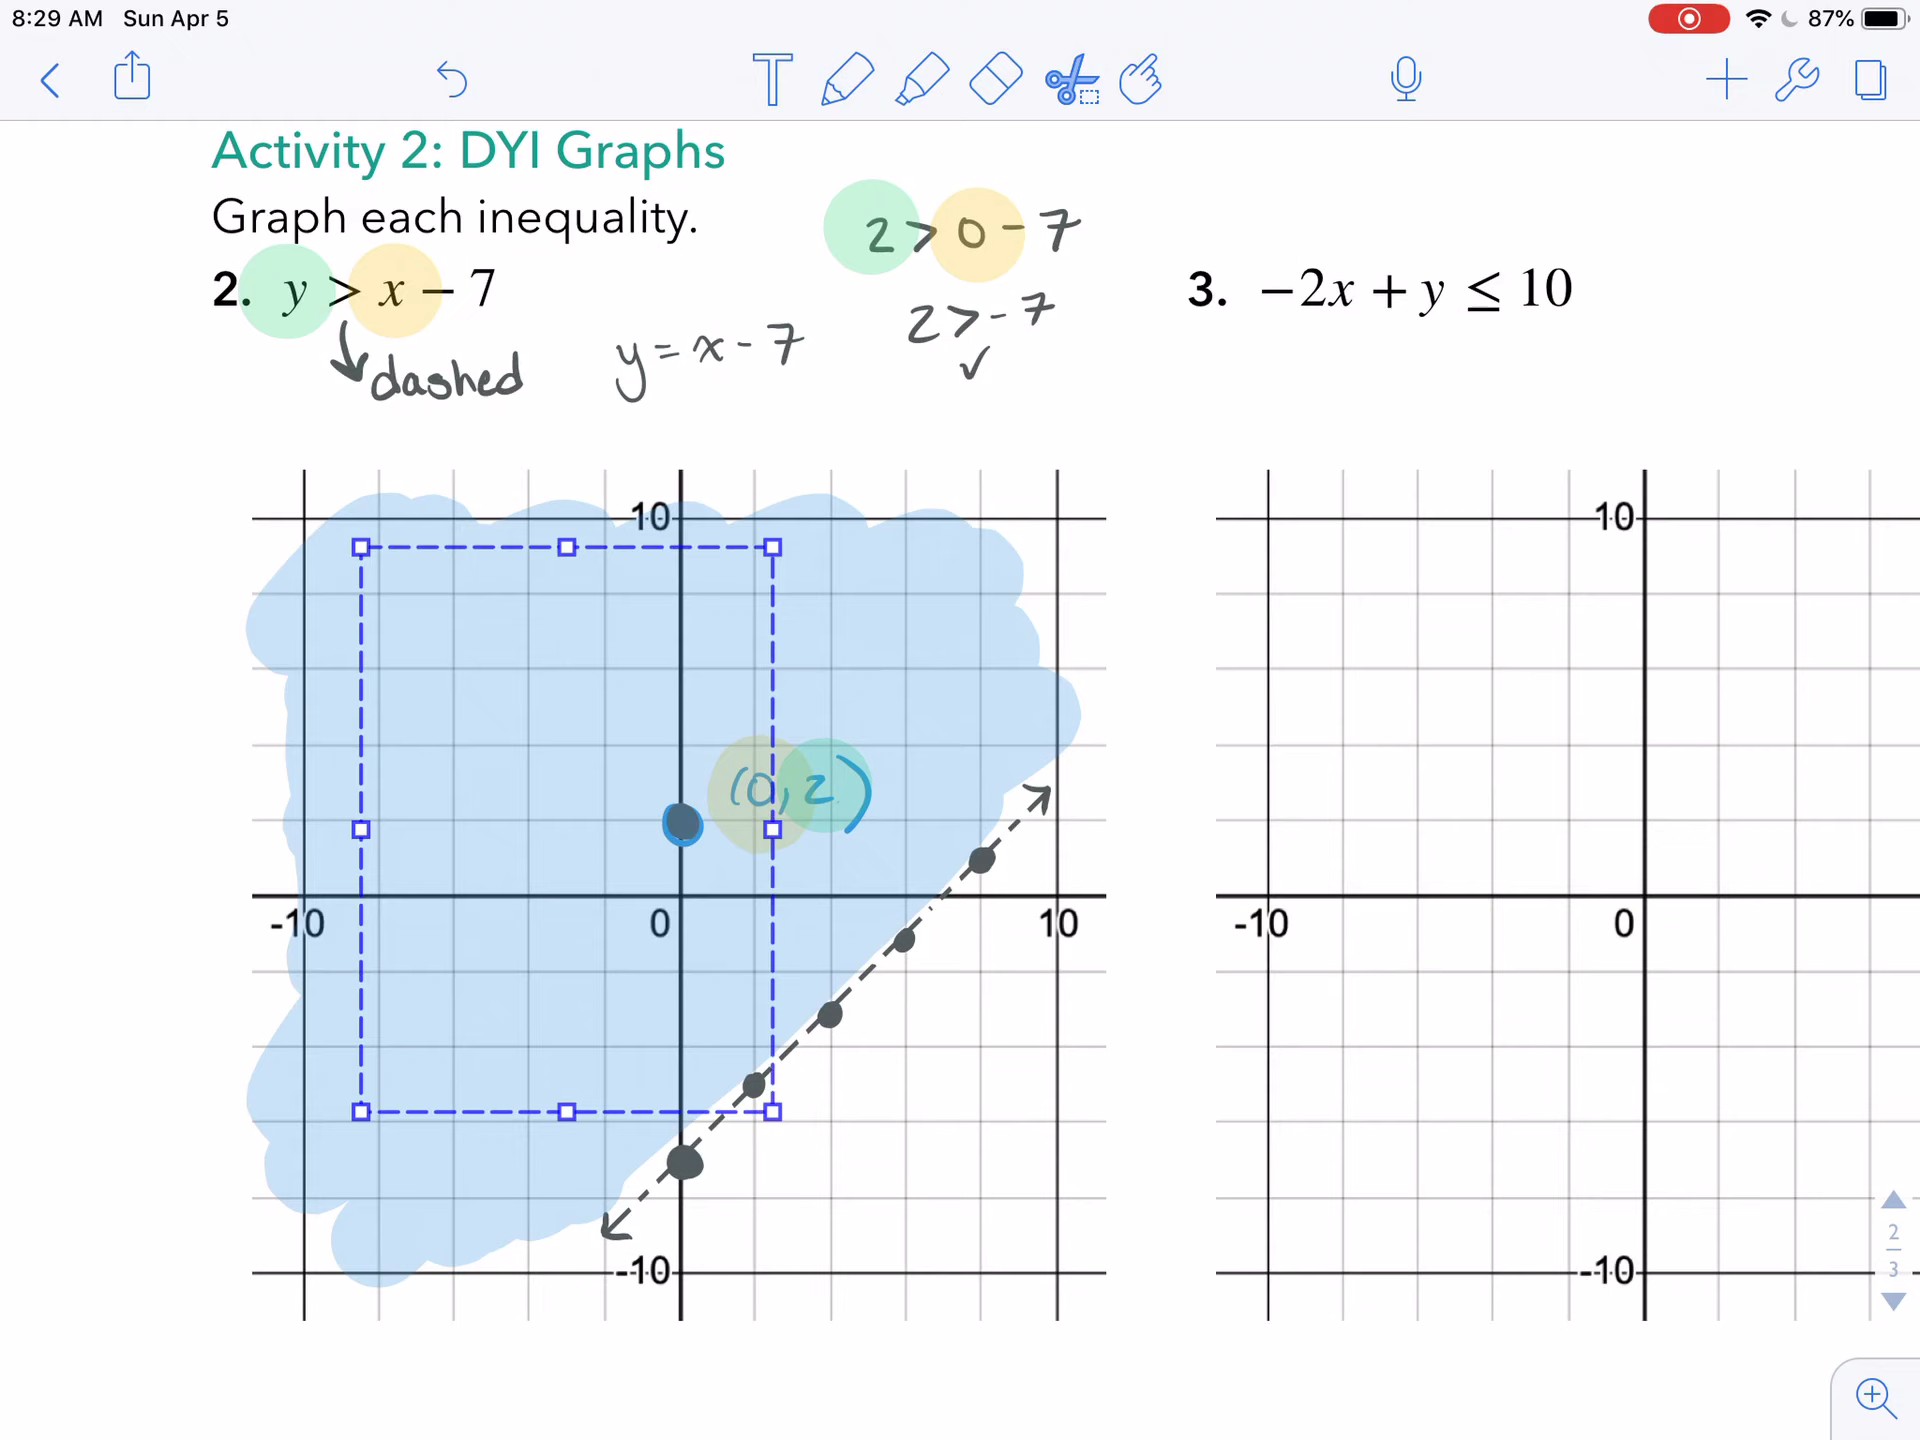 8:29 AM Sun Apr 5
87%
Activity 2: DYI Graphs
Graph each inequality.
2. y > x − 7
dashed
y = x - 7
2 > 0 - 7
2 > - 7
✓
3. −2x + y ≤ 10
10
(0, 2)
-10
0
10
-10
10
-10
0
-10
2
3